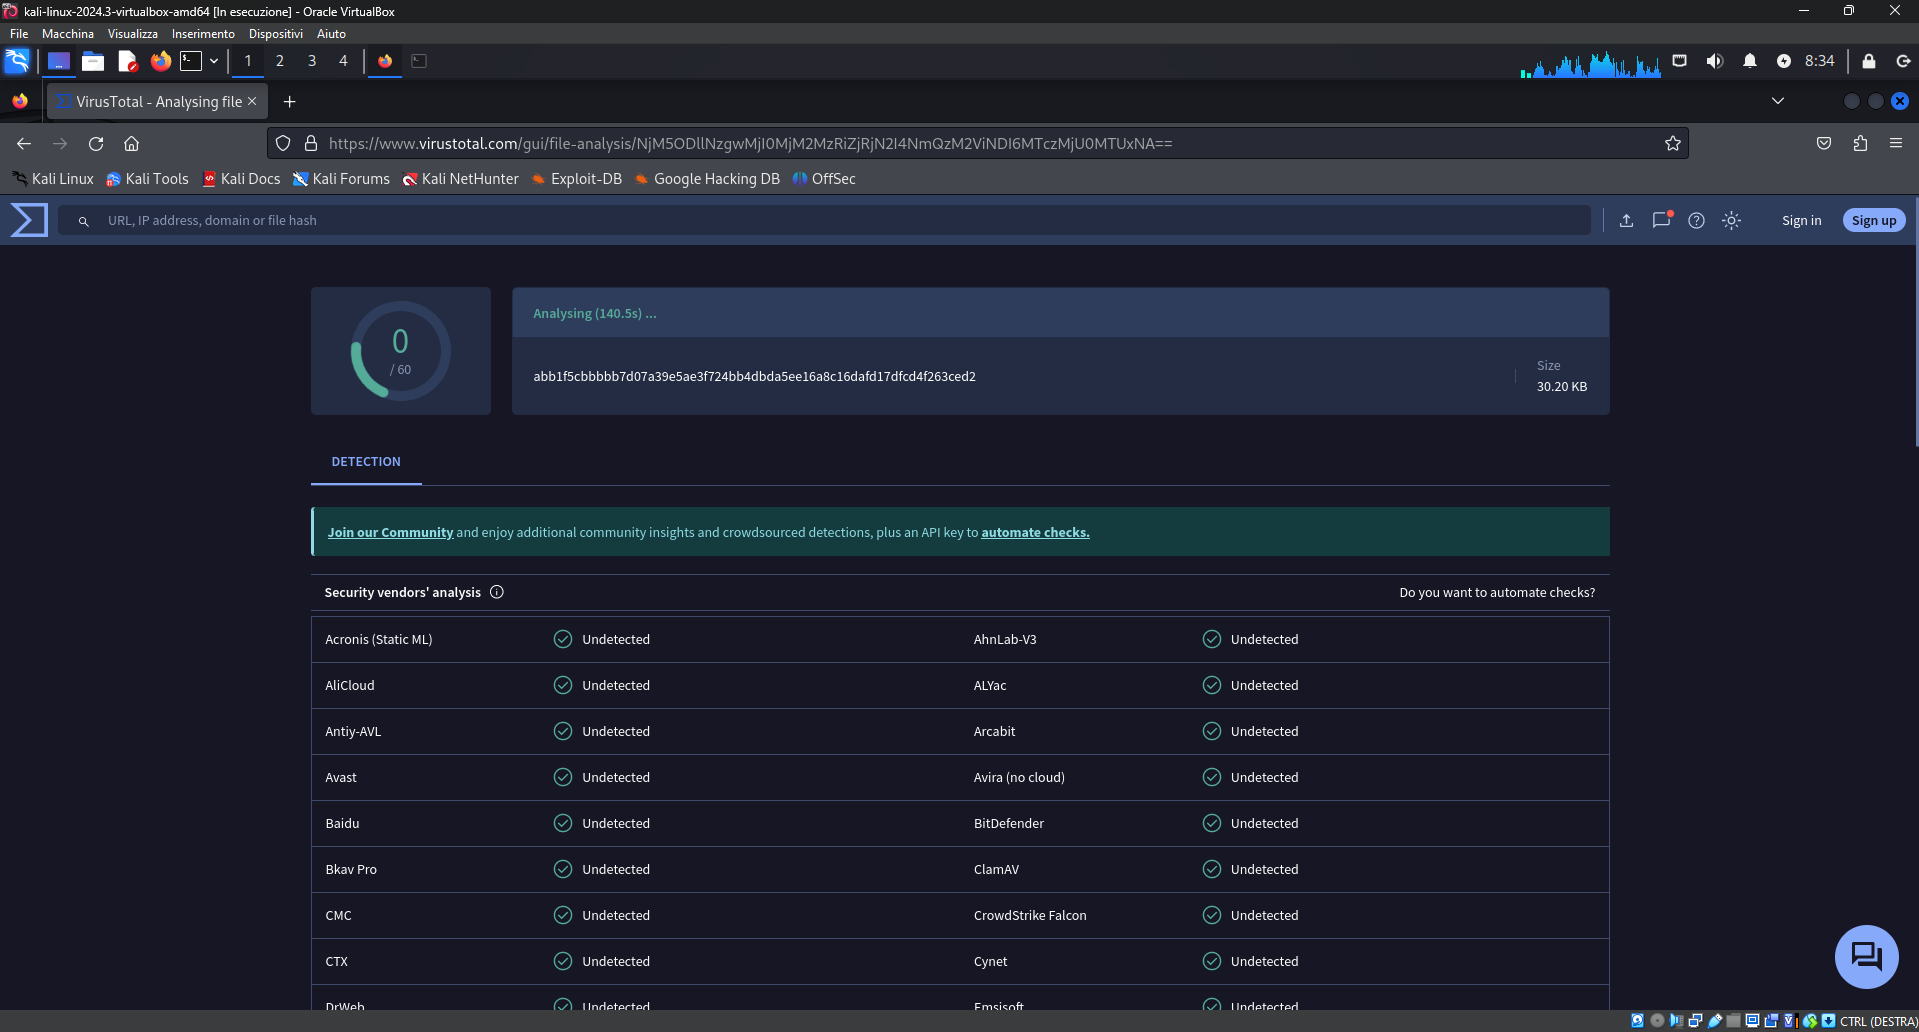 kali-linux-2024.3-virtualbox-amd64 [In esecuzione] - Oracle VirtualBox
File Macchina Visualizza Inserimento Dispositivi Aiuto
1 2 3 4 8:34
VirusTotal - Analysing file
https://www.virustotal.com/gui/file-analysis/NjM5ODllNzgwMjI0MjM2MzRiZjRjN2I4NmQzM2ViNDI6MTczMjU0MTUxNA==
Kali Linux Kali Tools Kali Docs Kali Forums Kali NetHunter Exploit-DB Google Hacking DB OffSec
URL, IP address, domain or file hash Sign in Sign up
Analysing (140.5s) ...
0
/ 60
abb1f5cbbbbb7d07a39e5ae3f724bb4dbda5ee16a8c16dafd17dfcd4f263ced2
Size
30.20 KB
DETECTION
Join our Community and enjoy additional community insights and crowdsourced detections, plus an API key to automate checks.
Security vendors' analysis Do you want to automate checks?
Acronis (Static ML) Undetected AhnLab-V3 Undetected
AliCloud Undetected ALYac Undetected
Antiy-AVL Undetected Arcabit Undetected
Avast Undetected Avira (no cloud) Undetected
Baidu Undetected BitDefender Undetected
Bkav Pro Undetected ClamAV Undetected
CMC Undetected CrowdStrike Falcon Undetected
CTX Undetected Cynet Undetected
DrWeb Undetected Emsisoft Undetected
CTRL (DESTRA)